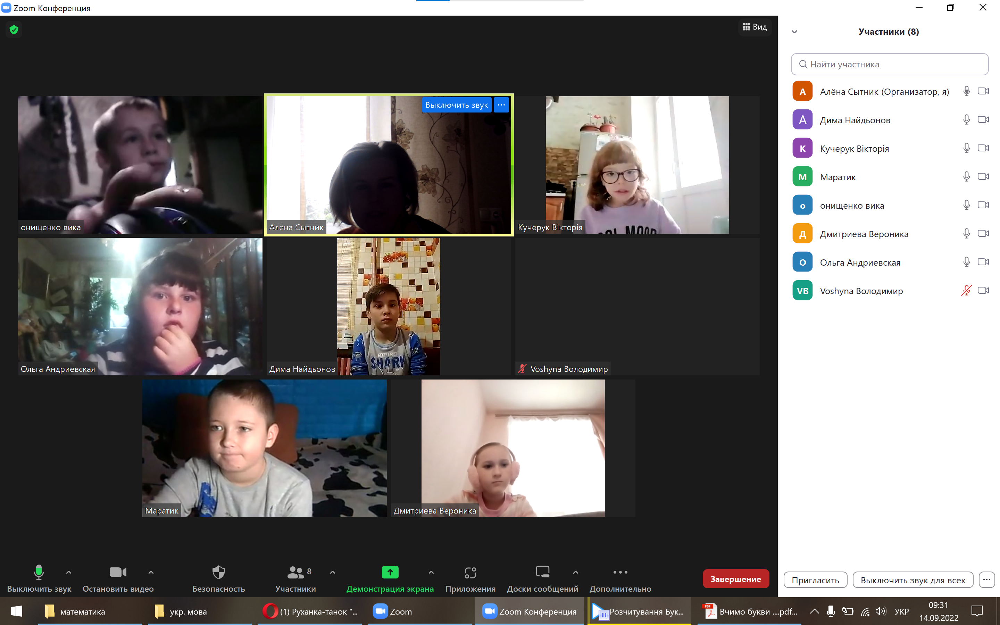 Zoom Конференция
Вид
Участники (8)
Найти участника
А Алёна Сытник (Организатор, я)
А Дима Найдьонов
К Кучерук Вікторія
М Маратик
о онищенко вика
Д Дмитриева Вероника
О Ольга Андриевская
VВ Voshyna Володимир
Выключить звук ...
онищенко вика
Алёна Сытник
Кучерук Вікторія
DANGEROUS
SHARK
Ольга Андриевская
Дима Найдьонов
Voshyna Володимир
Маратик
Дмитриева Вероника
8
Выключить звук
Остановить видео
Безопасность
Участники
Демонстрация экрана
Приложения
Доски сообщений
Дополнительно
Завершение
Пригласить
Выключить звук для всех
...
математика
укр. мова
(1) Руханка-танок "...
Zoom
Zoom Конференция
Розчитування Бук...
PDF
Вчимо букви ....pdf...
УКР
09:31
14.09.2022